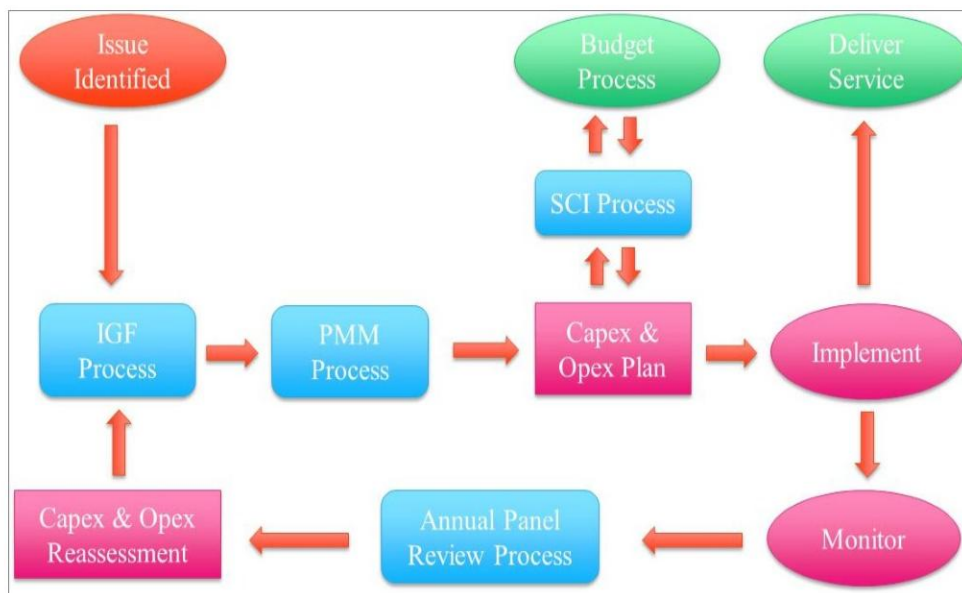 Issue
Identified
Budget
Process
Deliver
Service
SCI Process
IGF
Process
PMM
Process
Capex &
Opex Plan
Implement
Capex & Opex
Reassessment
Annual Panel
Review Process
Monitor